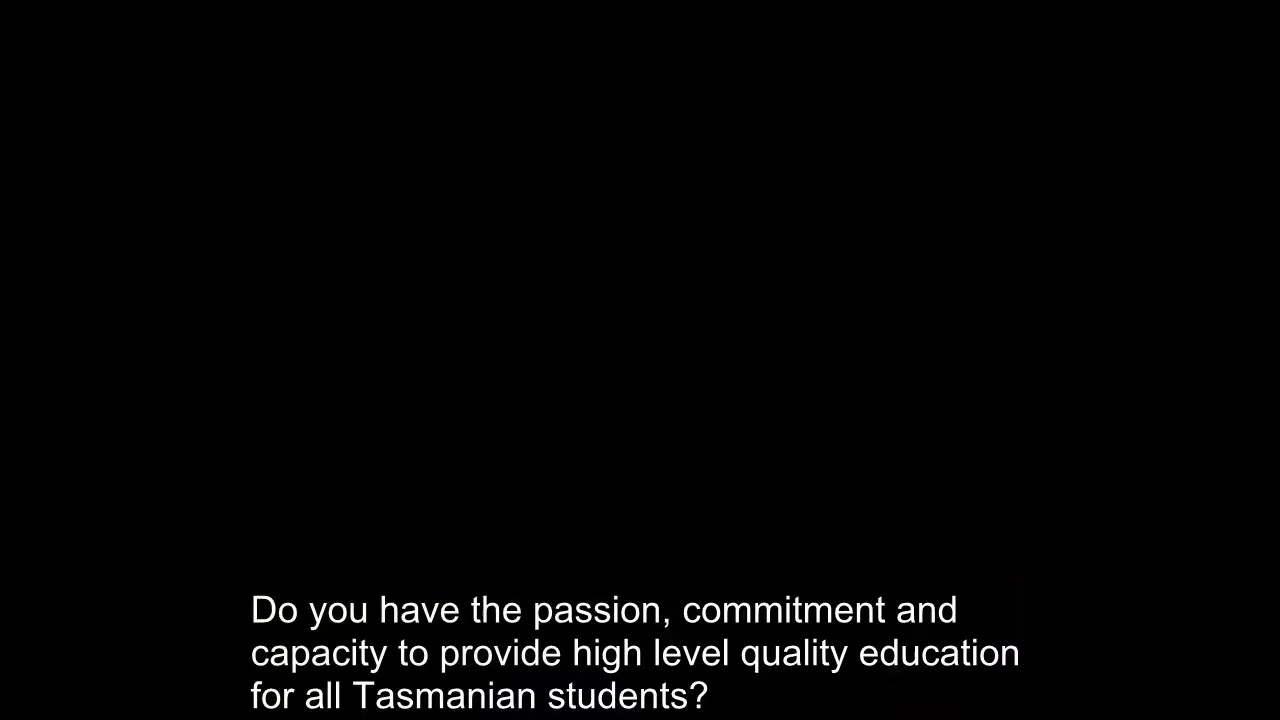 Do you have the passion, commitment and
capacity to provide high level quality education
for all Tasmanian students?